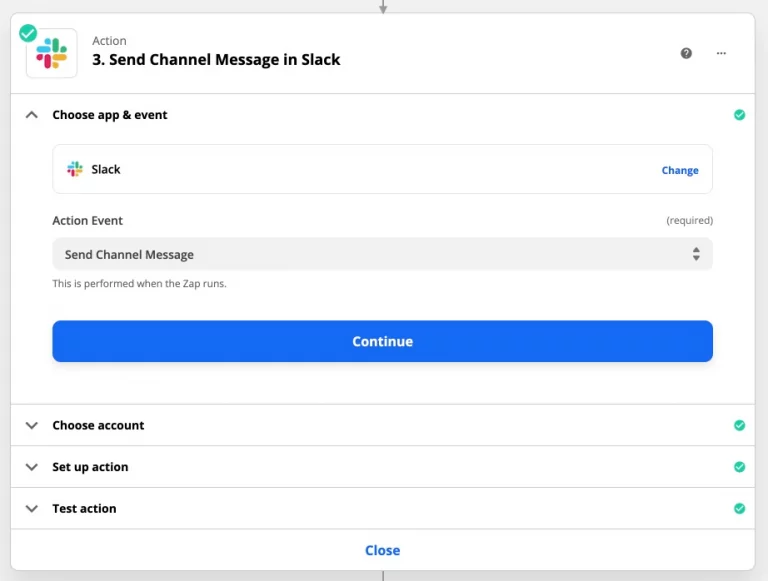 Action
3. Send Channel Message in Slack
Choose app & event
Slack
Change
Action Event
(required)
Send Channel Message
This is performed when the Zap runs.
Continue
Choose account
Set up action
Test action
Close